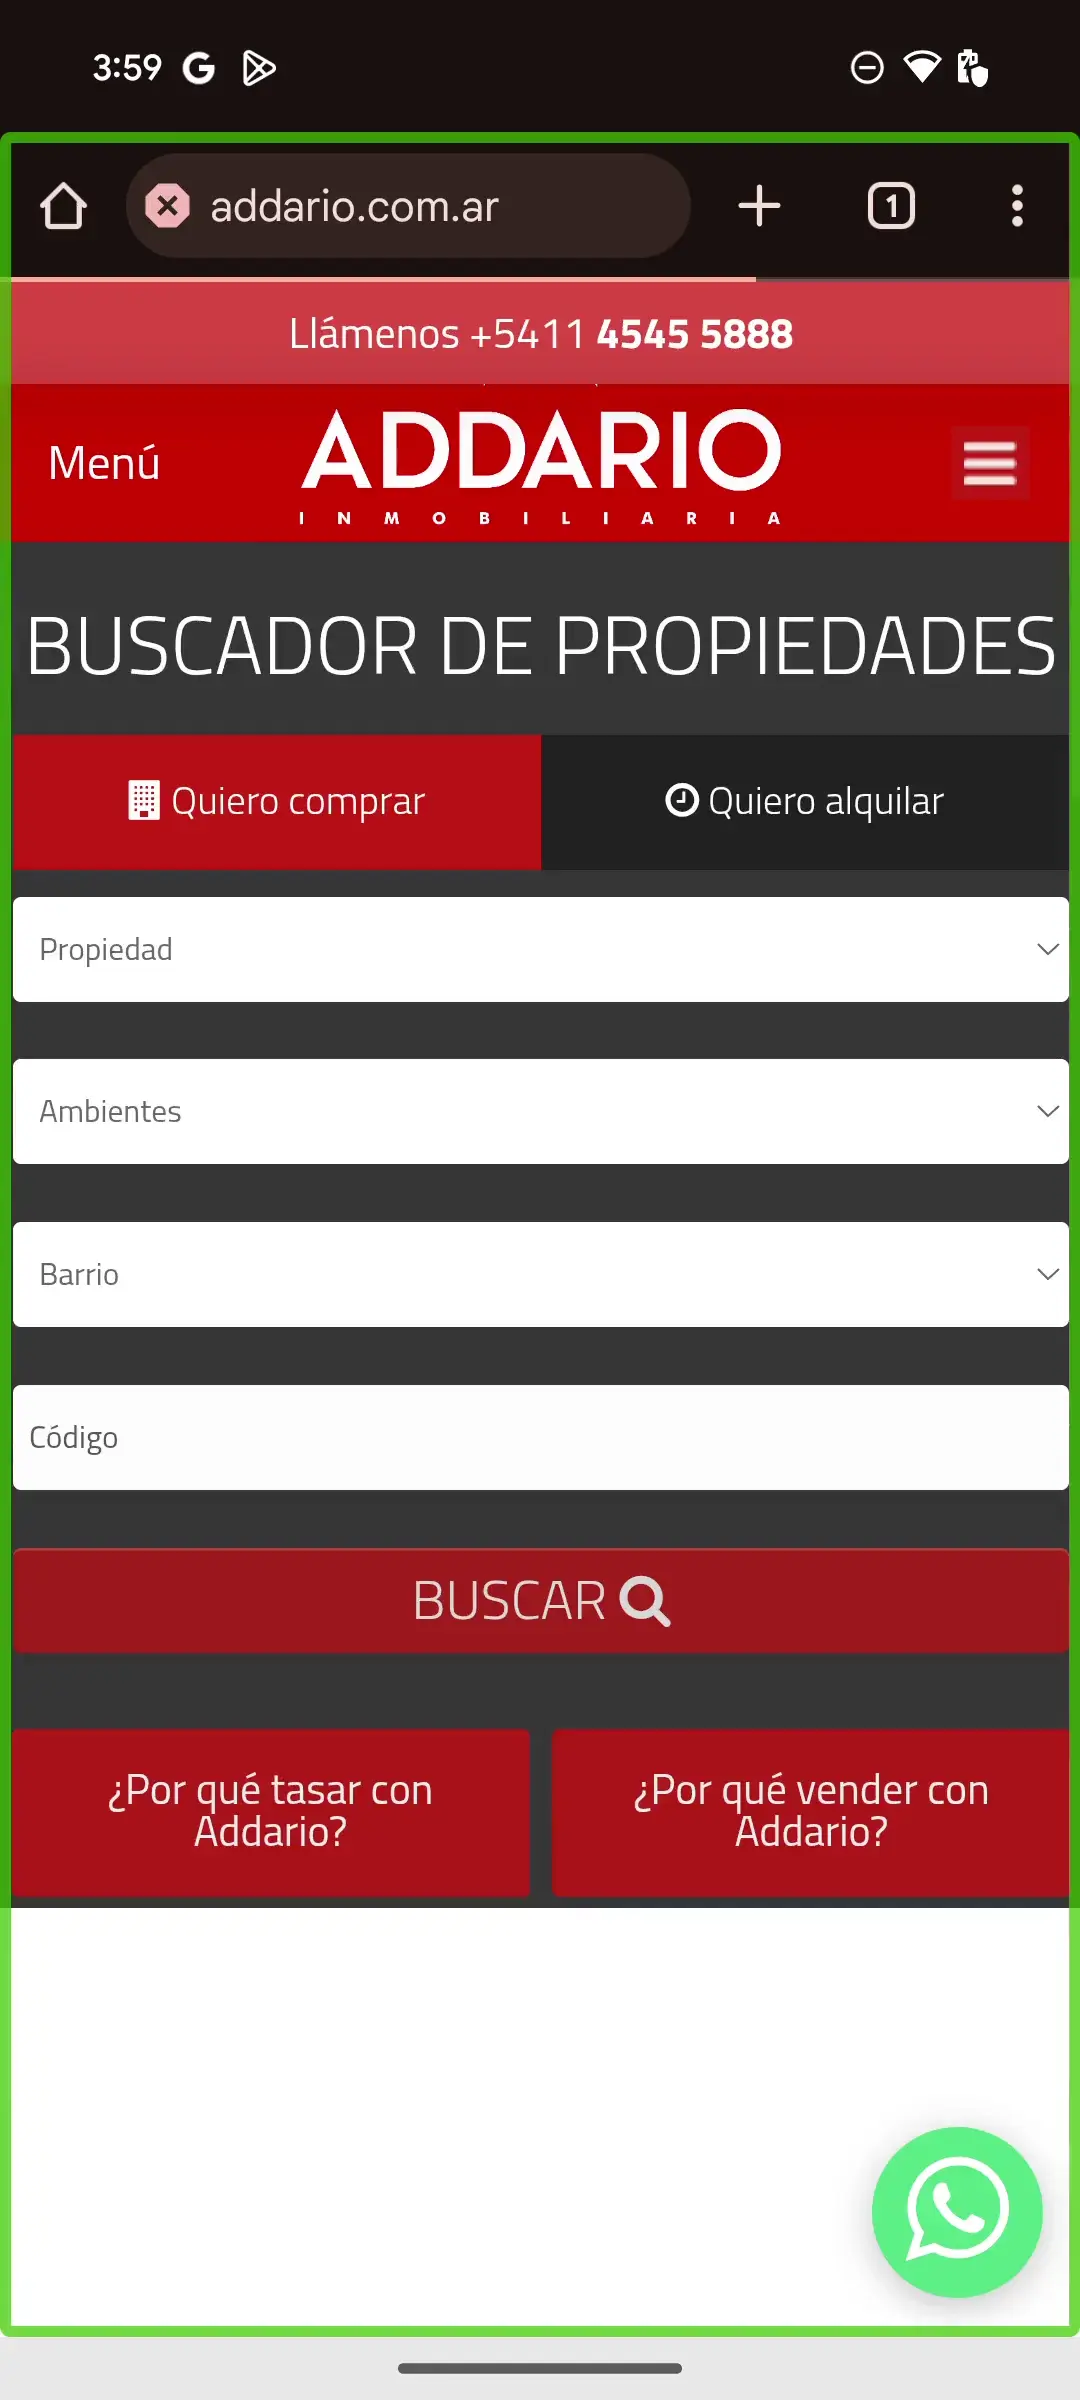 3:59
addario.com.ar
1
Llámenos +5411 4545 5888
Menú
ADDARIO
INMOBILIARIA
BUSCADOR DE PROPIEDADES
Quiero comprar
Quiero alquilar
Propiedad
Ambientes
Barrio
Código
BUSCAR
¿Por qué tasar con
Addario?
¿Por qué vender con
Addario?